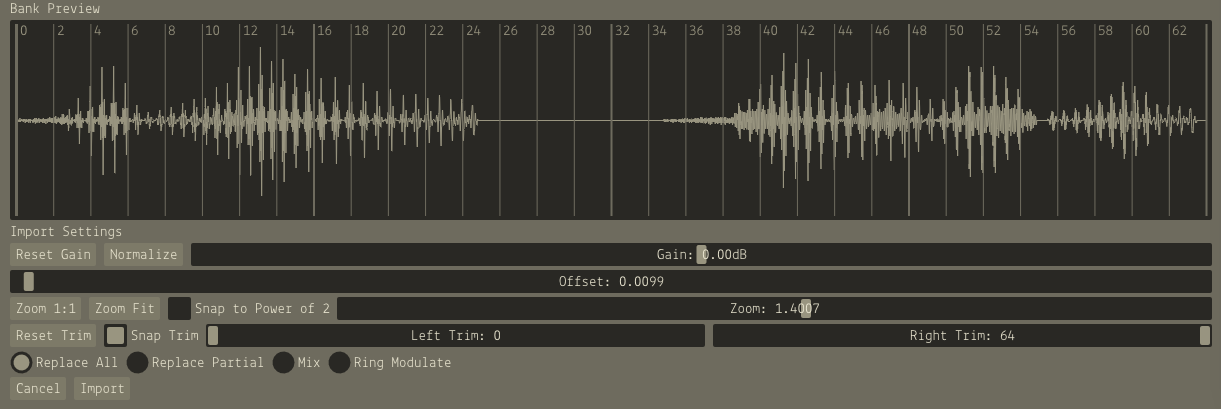 Bank Preview
0 2 4 6 8 10 12 14 16 18 20 22 24 26 28 30 32 34 36 38 40 42 44 46 48 50 52 54 56 58 60 62
Import Settings
Reset Gain Normalize Gain: 0.00dB
Offset: 0.0099
Zoom 1:1 Zoom Fit Snap to Power of 2 Zoom: 1.4007
Reset Trim Snap Trim Left Trim: 0 Right Trim: 64
Replace All Replace Partial Mix Ring Modulate
Cancel Import